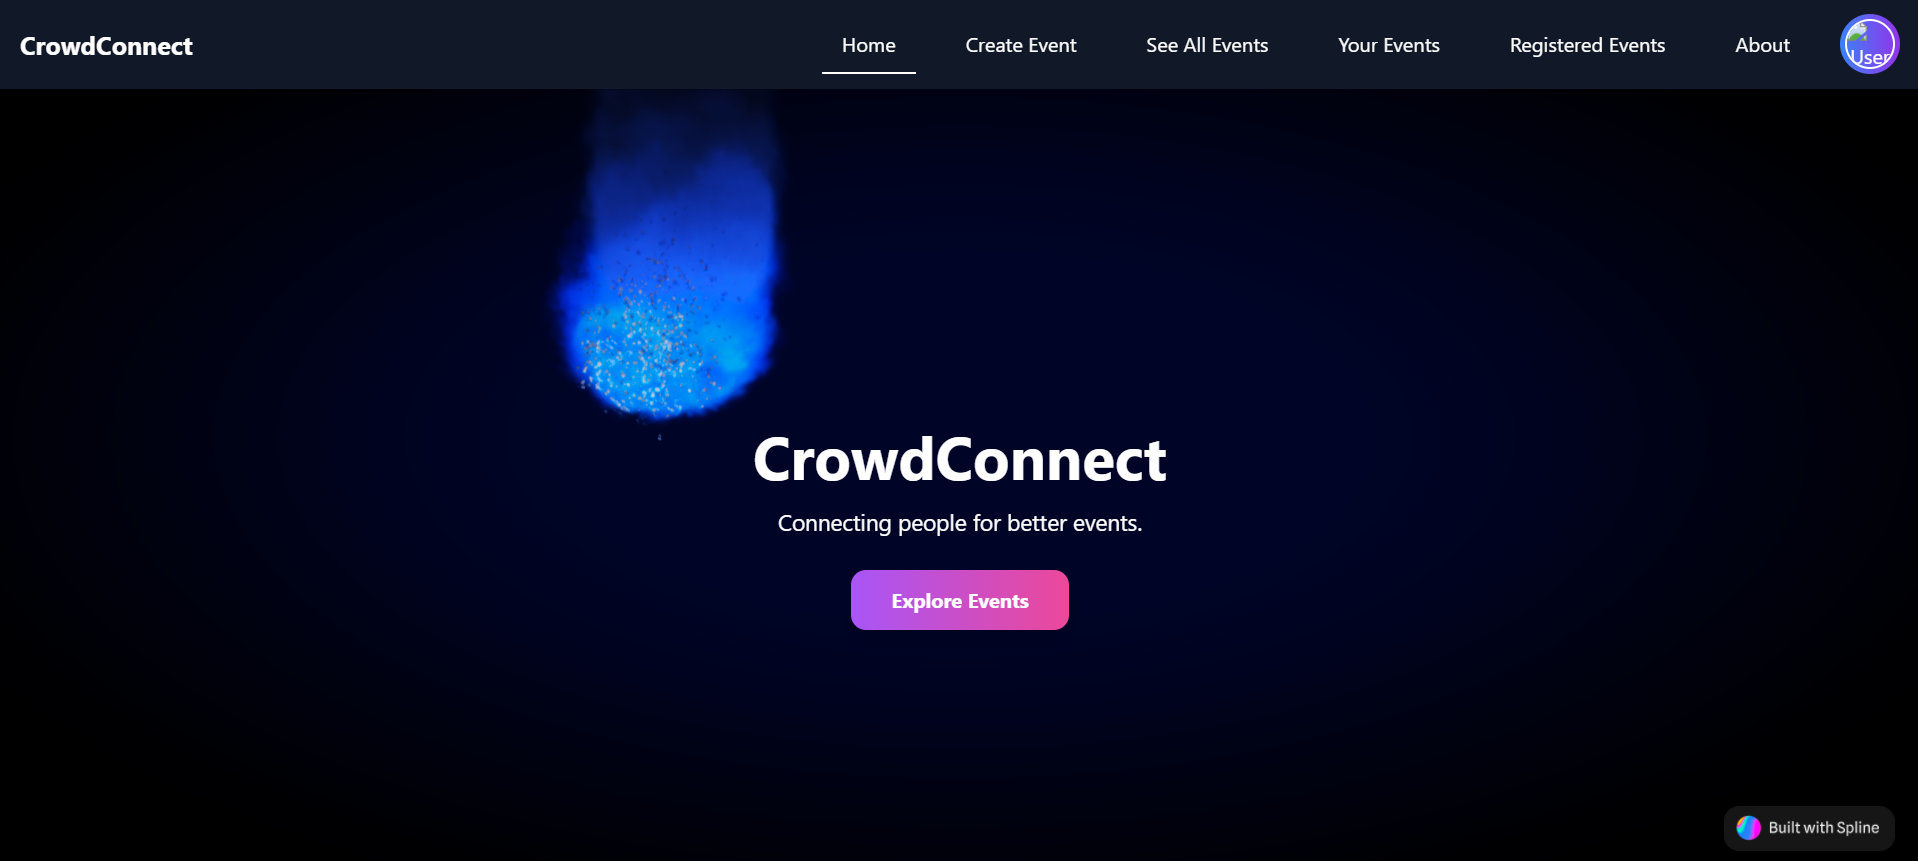 CrowdConnect
Home
Create Event
See All Events
Your Events
Registered Events
About
User
CrowdConnect
Connecting people for better events.
Explore Events
Built with Spline